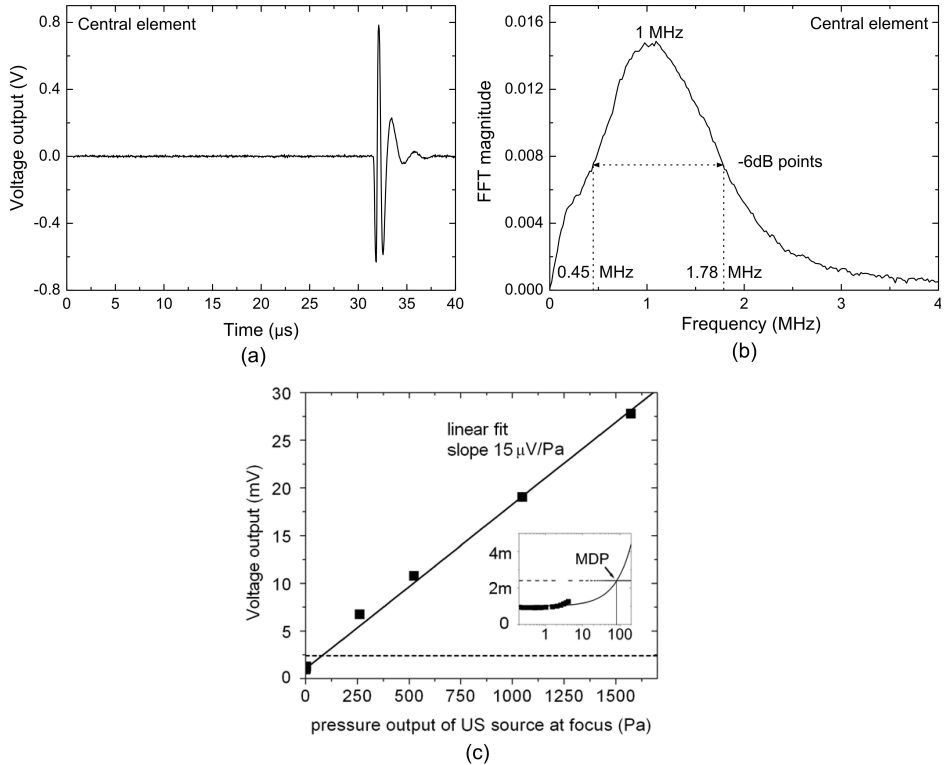 Central element
Voltage output (V)
0.8
0.4
0.0
-0.4
-0.8
0 5 10 15 20 25 30 35 40
Time (µs)
(a)
Central element
FFT magnitude
0.016
0.012
0.008
0.004
0.000
1 MHz
-6dB points
0.45 MHz
1.78 MHz
0 1 2 3 4
Frequency (MHz)
(b)
Voltage output (mV)
30
25
20
15
10
5
0
linear fit
slope 15 µV/Pa
4m
2m
0
MDP
1 10 100
0 250 500 750 1000 1250 1500
pressure output of US source at focus (Pa)
(c)